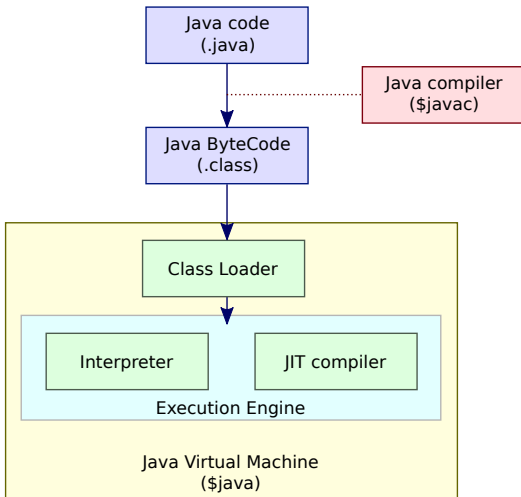 Java code
(.java)
Java compiler
($javac)
Java ByteCode
(.class)
Class Loader
Interpreter
JIT compiler
Execution Engine
Java Virtual Machine
($java)